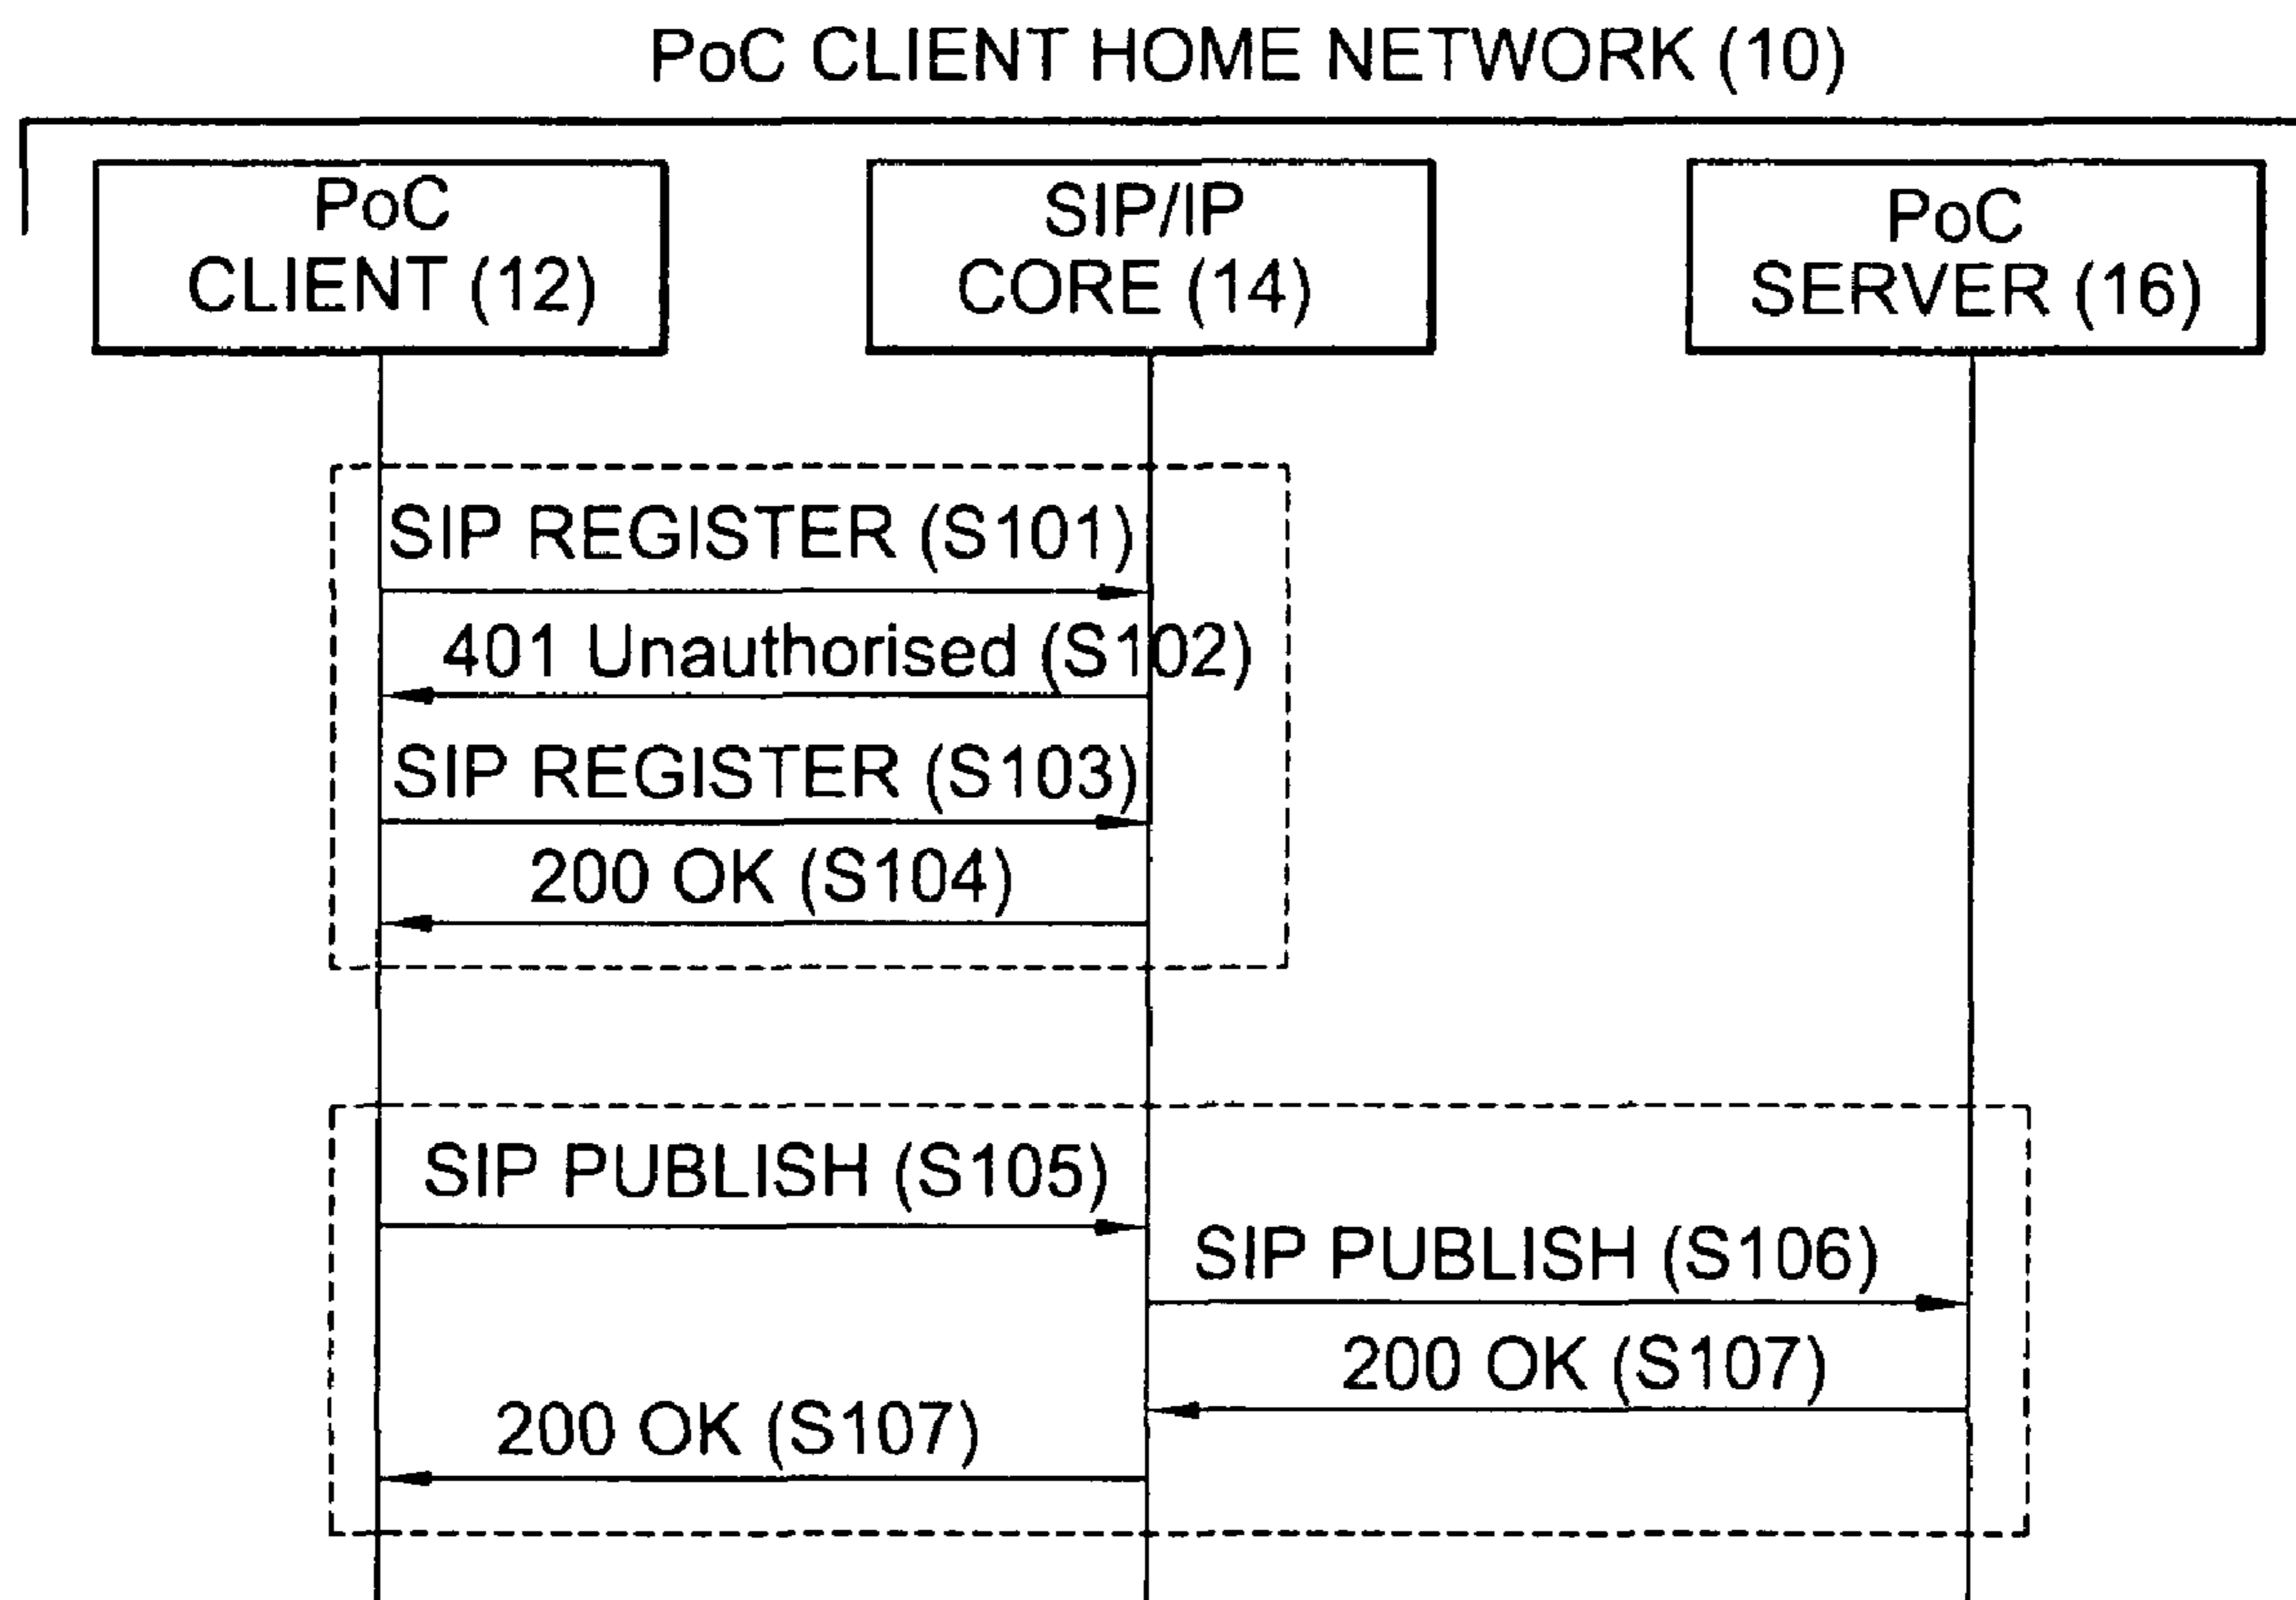 PoC CLIENT HOME NETWORK (10)
PoC
CLIENT (12)
SIP/IP
CORE (14)
PoC
SERVER (16)
SIP REGISTER (S101)
401 Unauthorised (S102)
SIP REGISTER (S103)
200 OK (S104)
SIP PUBLISH (S105)
SIP PUBLISH (S106)
200 OK (S107)
200 OK (S107)